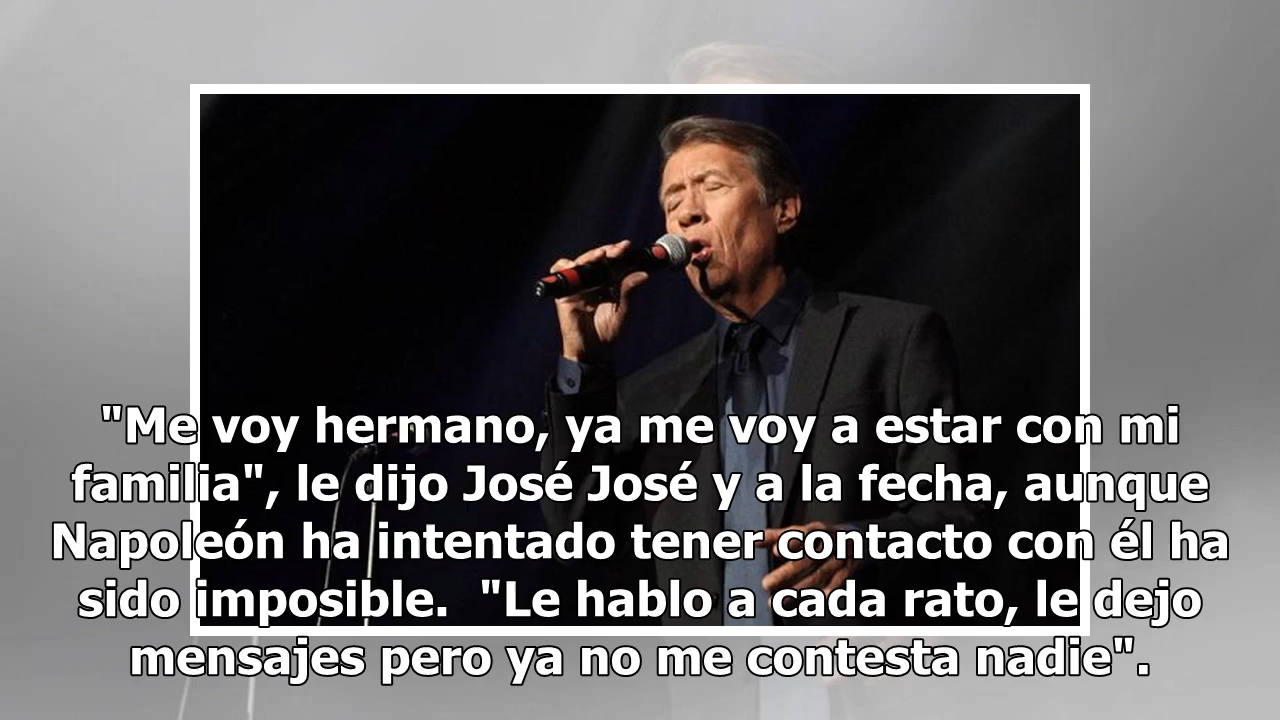 "Me voy hermano, ya me voy a estar con mi
familia", le dijo José José y a la fecha, aunque
Napoleón ha intentado tener contacto con él ha
sido imposible.  "Le hablo a cada rato, le dejo
mensajes pero ya no me contesta nadie".